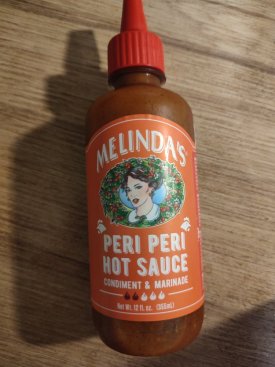 MELINDA'S
PERI PERI
HOT SAUCE
CONDIMENT & MARINADE
Net Wt. 12 fl. oz. (355mL)